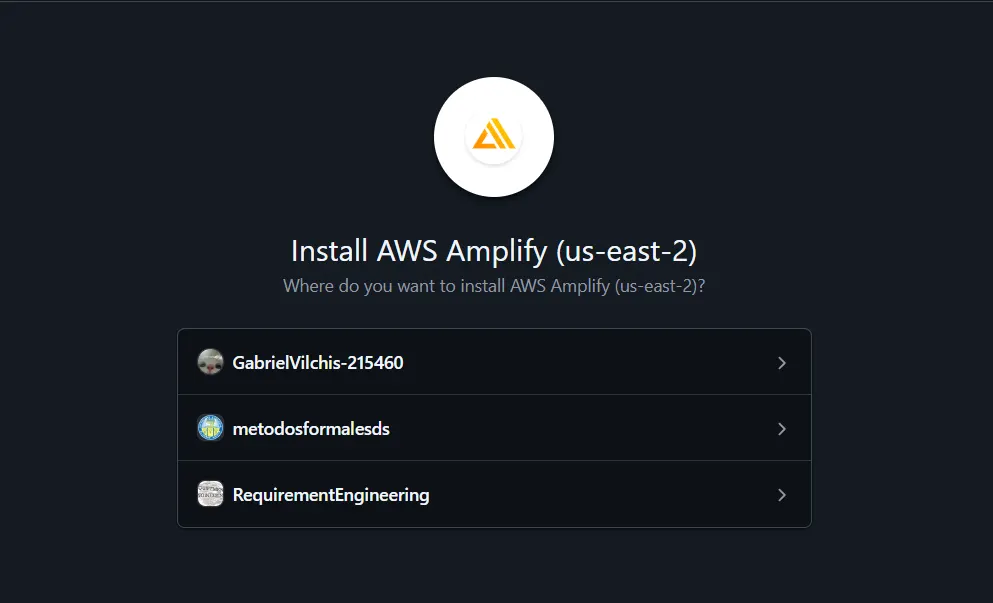 Install AWS Amplify (us-east-2)
Where do you want to install AWS Amplify (us-east-2)?
GabrielVilchis-215460
metodosformalesds
RequirementEngineering